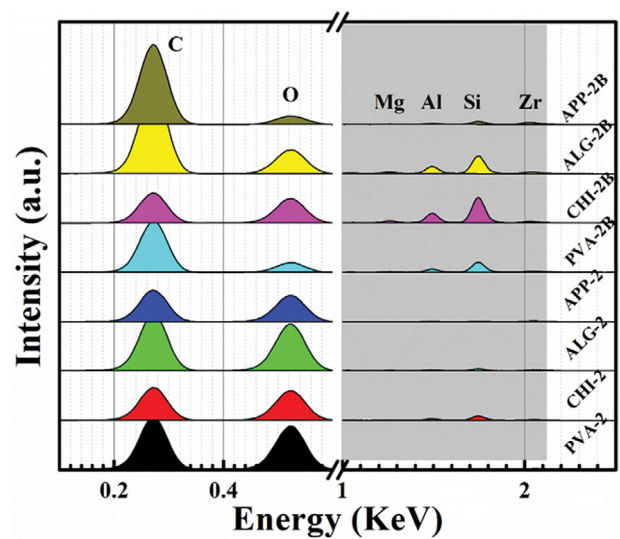 C
O
Mg Al Si Zr
APP-2B
ALG-2B
CHI-2B
PVA-2B
APP-2
ALG-2
CHI-2
PVA-2
Intensity (a.u.)
0.2 0.4 1 2
Energy (KeV)